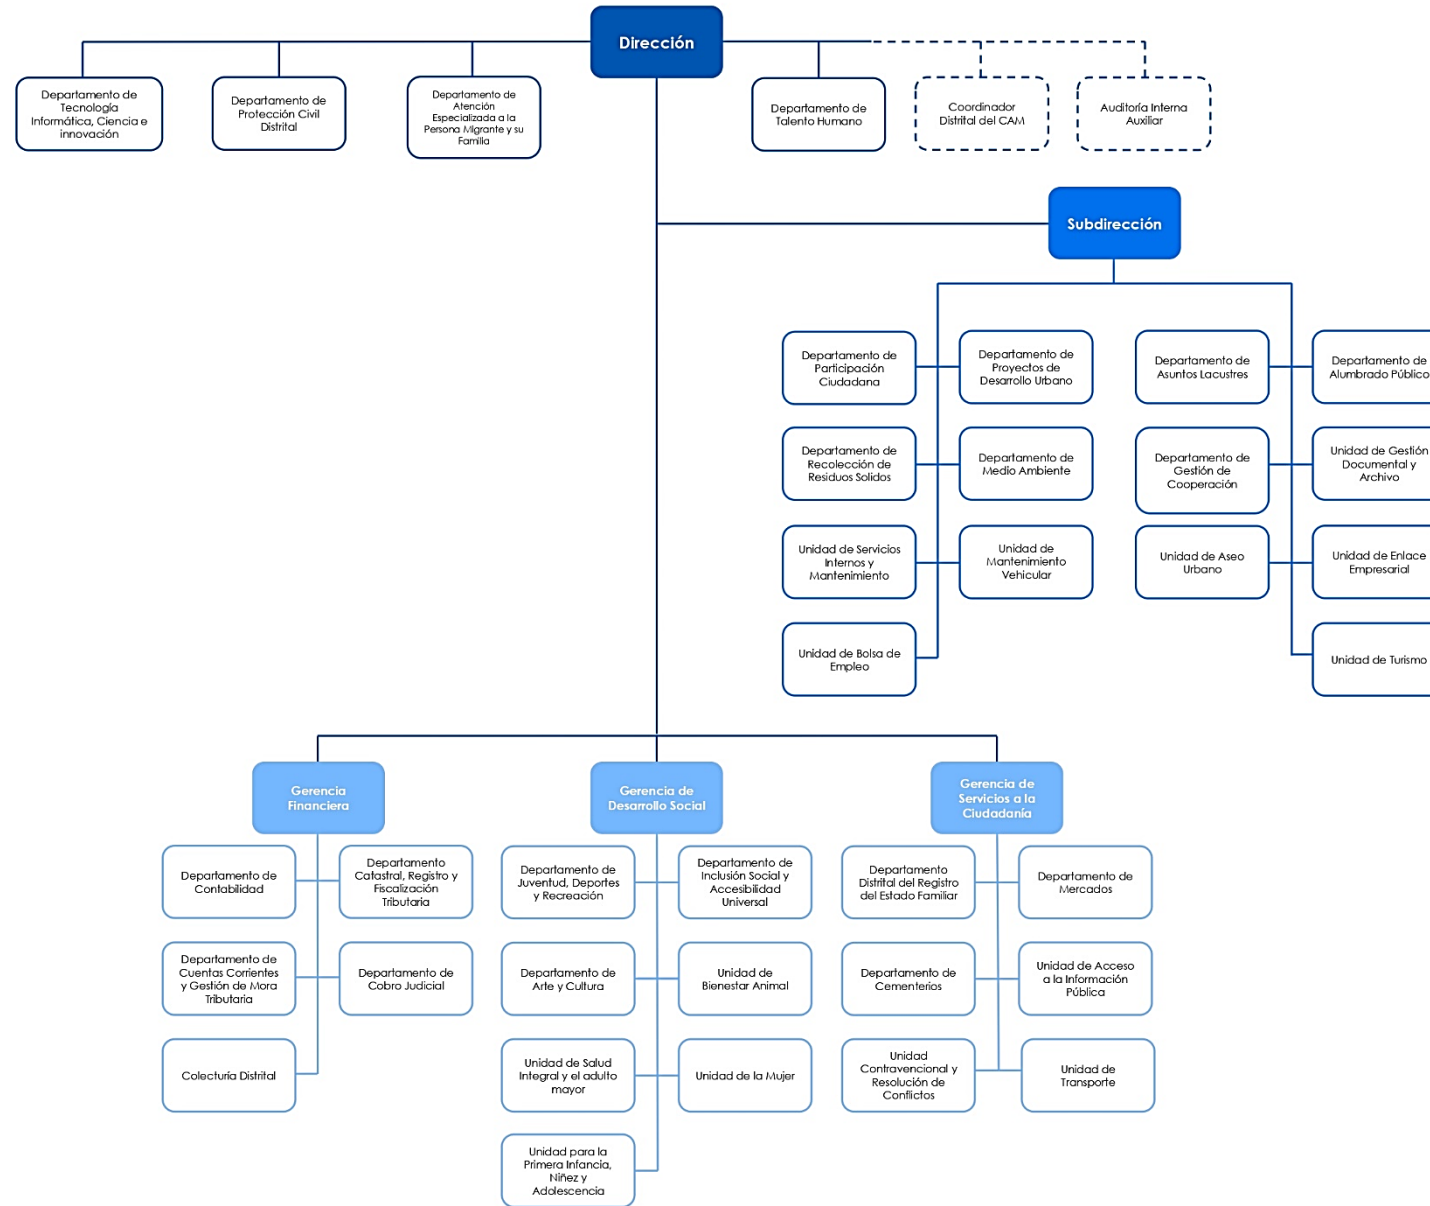 Dirección
Departamento de
Tecnología
Informática, Ciencia e
innovación
Departamento de
Protección Civil
Distrital
Departamento de
Atención
Especializada a la
Persona Migrante y su
Familia
Departamento de
Talento Humano
Coordinador
Distrital del CAM
Auditoría Interna
Auxiliar
Subdirección
Departamento de
Participación
Ciudadana
Departamento de
Proyectos de
Desarrollo Urbano
Departamento de
Asuntos Lacustres
Departamento de
Alumbrado Público
Departamento de
Recolección de
Residuos Solidos
Departamento de
Medio Ambiente
Departamento de
Gestión de
Cooperación
Unidad de Gestión
Documental y
Archivo
Unidad de Servicios
Internos y
Mantenimiento
Unidad de
Mantenimiento
Vehicular
Unidad de Aseo
Urbano
Unidad de Enlace
Empresarial
Unidad de Bolsa de
Empleo
Unidad de Turismo
Gerencia
Financiera
Gerencia de
Desarrollo Social
Gerencia de
Servicios a la
Ciudadanía
Departamento de
Contabilidad
Departamento
Catastral, Registro y
Fiscalización
Tributaria
Departamento de
Juventud, Deportes
y Recreación
Departamento de
Inclusión Social y
Accesibilidad
Universal
Departamento
Distrital del Registro
del Estado Familiar
Departamento de
Mercados
Departamento de
Cuentas Corrientes
y Gestión de Mora
Tributaria
Departamento de
Cobro Judicial
Departamento de
Arte y Cultura
Unidad de
Bienestar Animal
Departamento de
Cementerios
Unidad de Acceso
a la Información
Pública
Colecturía Distrital
Unidad de Salud
Integral y el adulto
mayor
Unidad de la Mujer
Unidad
Contravencional y
Resolución de
Conflictos
Unidad de
Transporte
Unidad para la
Primera Infancia,
Niñez y
Adolescencia